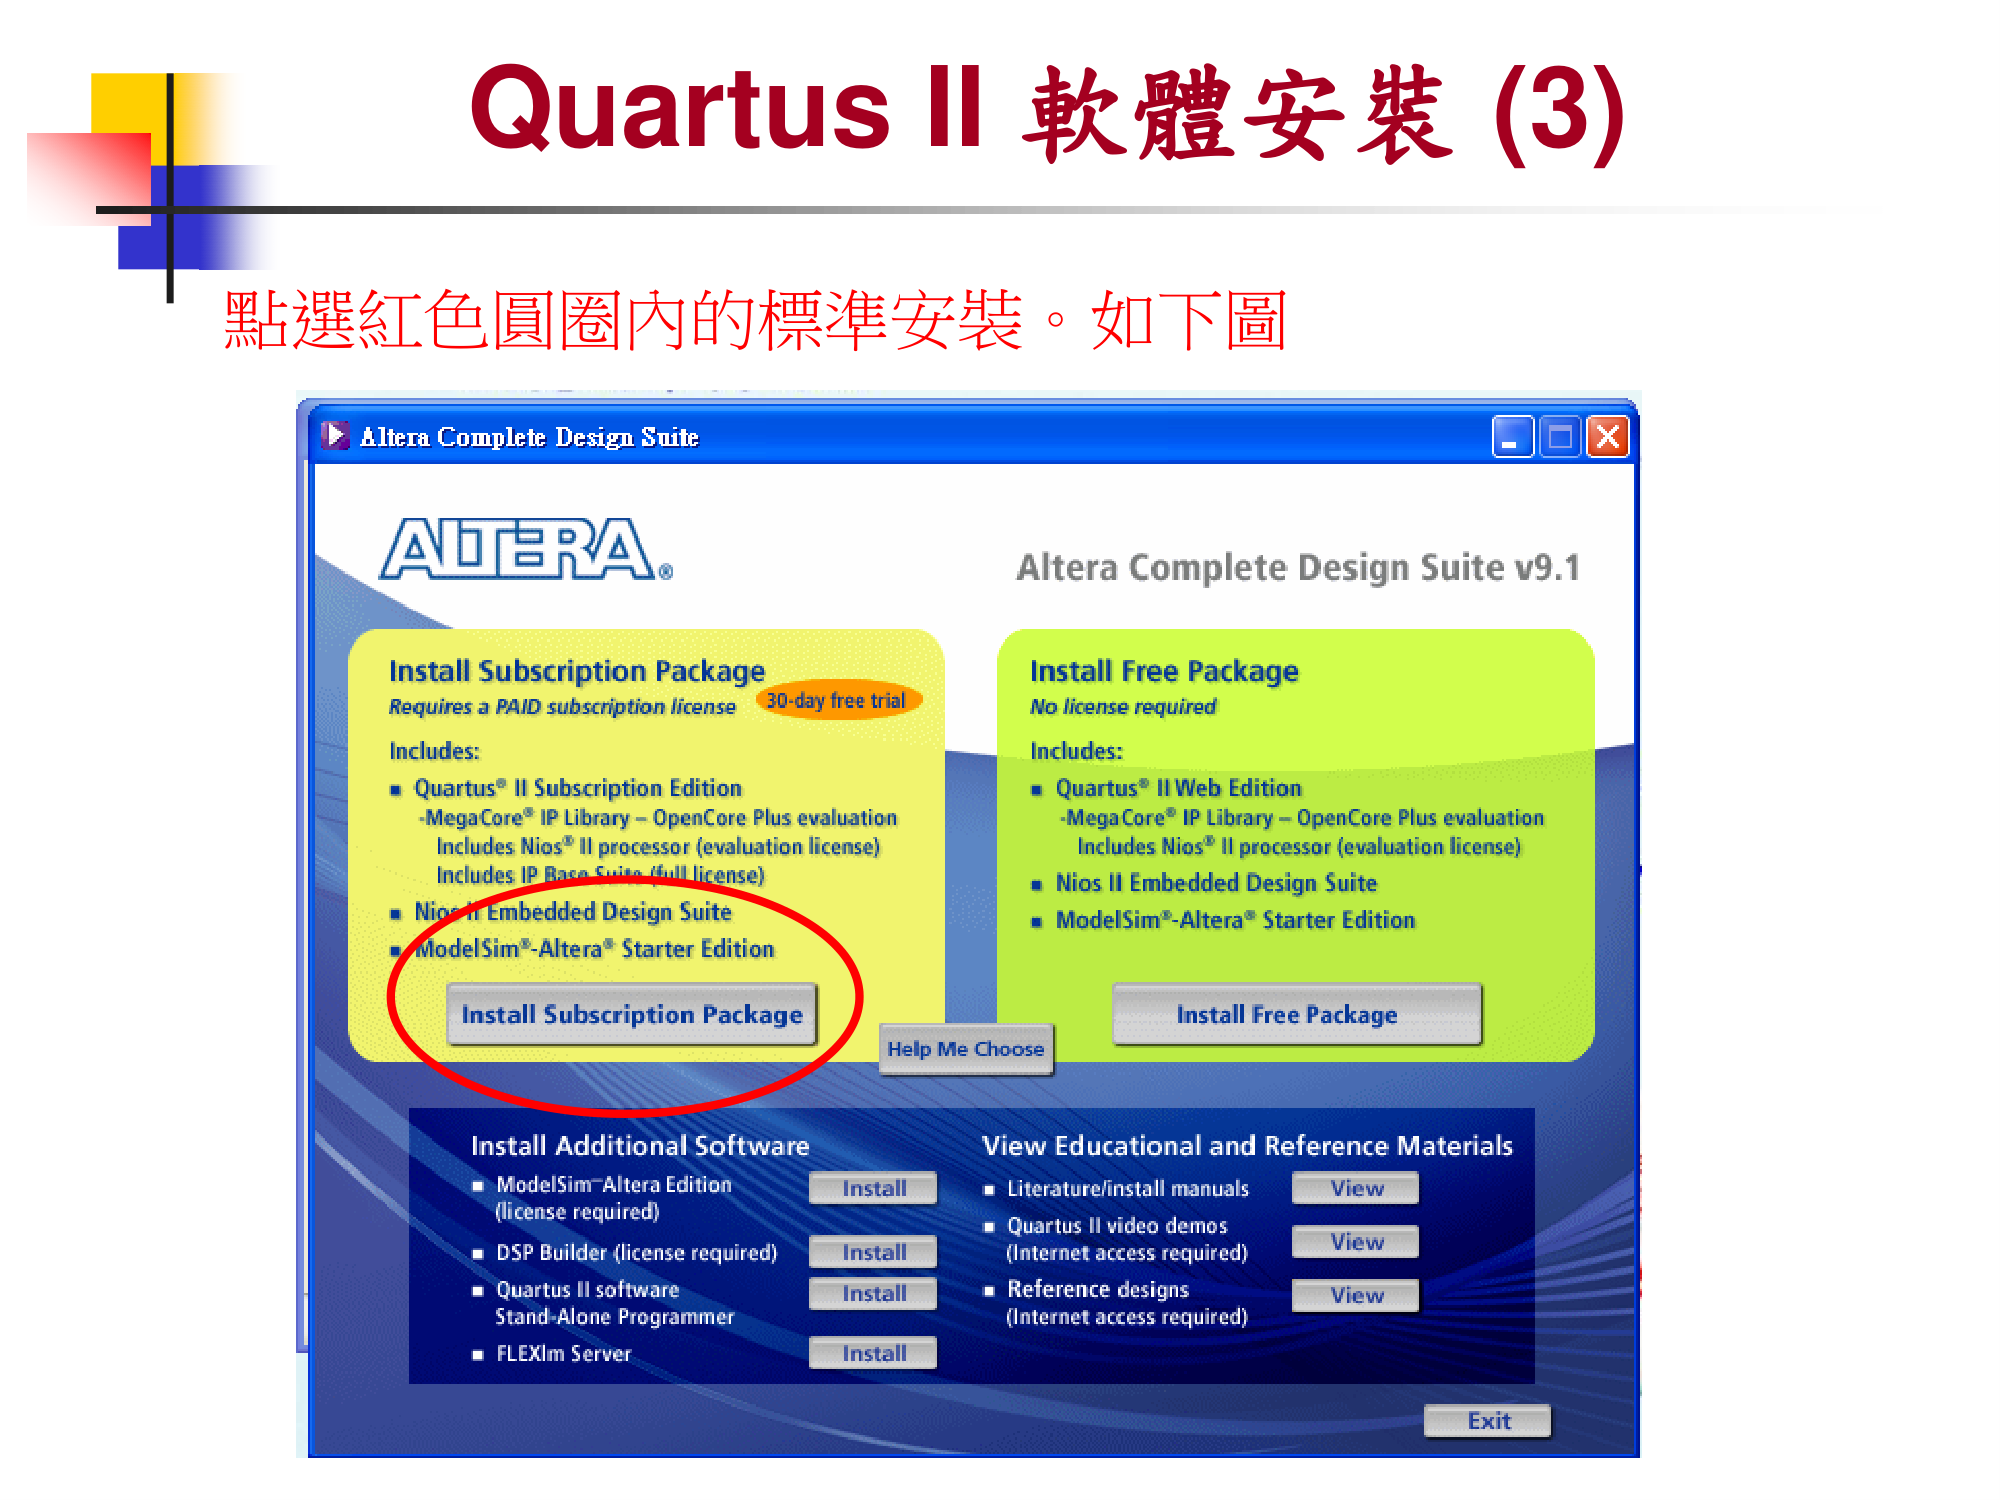 Quartus II 軟體安裝 (3)
點選紅色圓圈內的標準安裝。如下圖
Altera Complete Design Suite
ALTERA®
Altera Complete Design Suite v9.1
Install Subscription Package
Requires a PAID subscription license
30-day free trial
Includes:
Quartus® II Subscription Edition
-MegaCore® IP Library – OpenCore Plus evaluation
Includes Nios® II processor (evaluation license)
Includes IP Base Suite (full license)
Nios II Embedded Design Suite
ModelSim®-Altera® Starter Edition
Install Subscription Package
Install Free Package
No license required
Includes:
Quartus® II Web Edition
-MegaCore® IP Library – OpenCore Plus evaluation
Includes Nios® II processor (evaluation license)
Nios II Embedded Design Suite
ModelSim®-Altera® Starter Edition
Install Free Package
Help Me Choose
Install Additional Software
ModelSim–Altera Edition
(license required)
Install
DSP Builder (license required)
Install
Quartus II software
Stand-Alone Programmer
Install
FLEXlm Server
Install
View Educational and Reference Materials
Literature/install manuals
View
Quartus II video demos
(Internet access required)
View
Reference designs
(Internet access required)
View
Exit